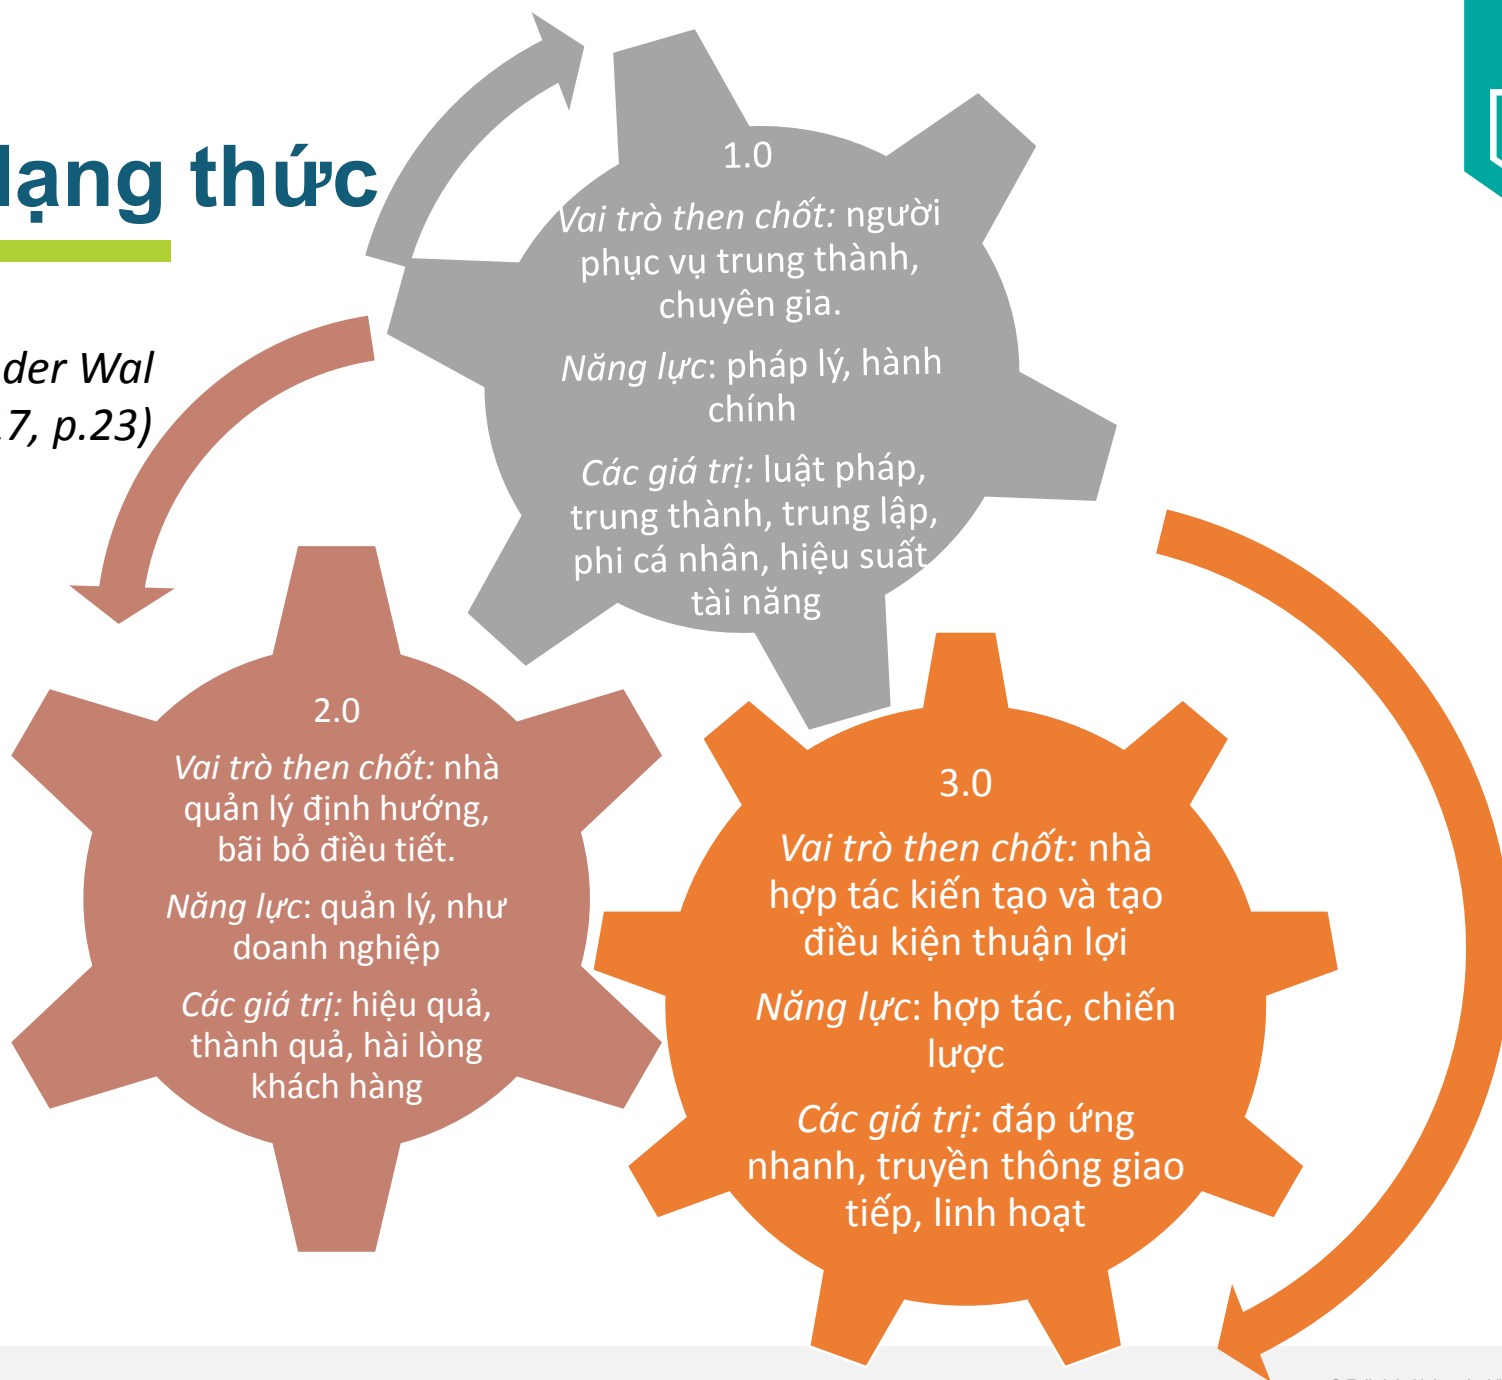 dạng thức
der Wal
7, p.23)
1.0
Vai trò then chốt: người
phục vụ trung thành,
chuyên gia.
Năng lực: pháp lý, hành
chính
Các giá trị: luật pháp,
trung thành, trung lập,
phi cá nhân, hiệu suất
tài năng
2.0
Vai trò then chốt: nhà
quản lý định hướng,
bãi bỏ điều tiết.
Năng lực: quản lý, như
doanh nghiệp
Các giá trị: hiệu quả,
thành quả, hài lòng
khách hàng
3.0
Vai trò then chốt: nhà
hợp tác kiến tạo và tạo
điều kiện thuận lợi
Năng lực: hợp tác, chiến
lược
Các giá trị: đáp ứng
nhanh, truyền thông giao
tiếp, linh hoạt